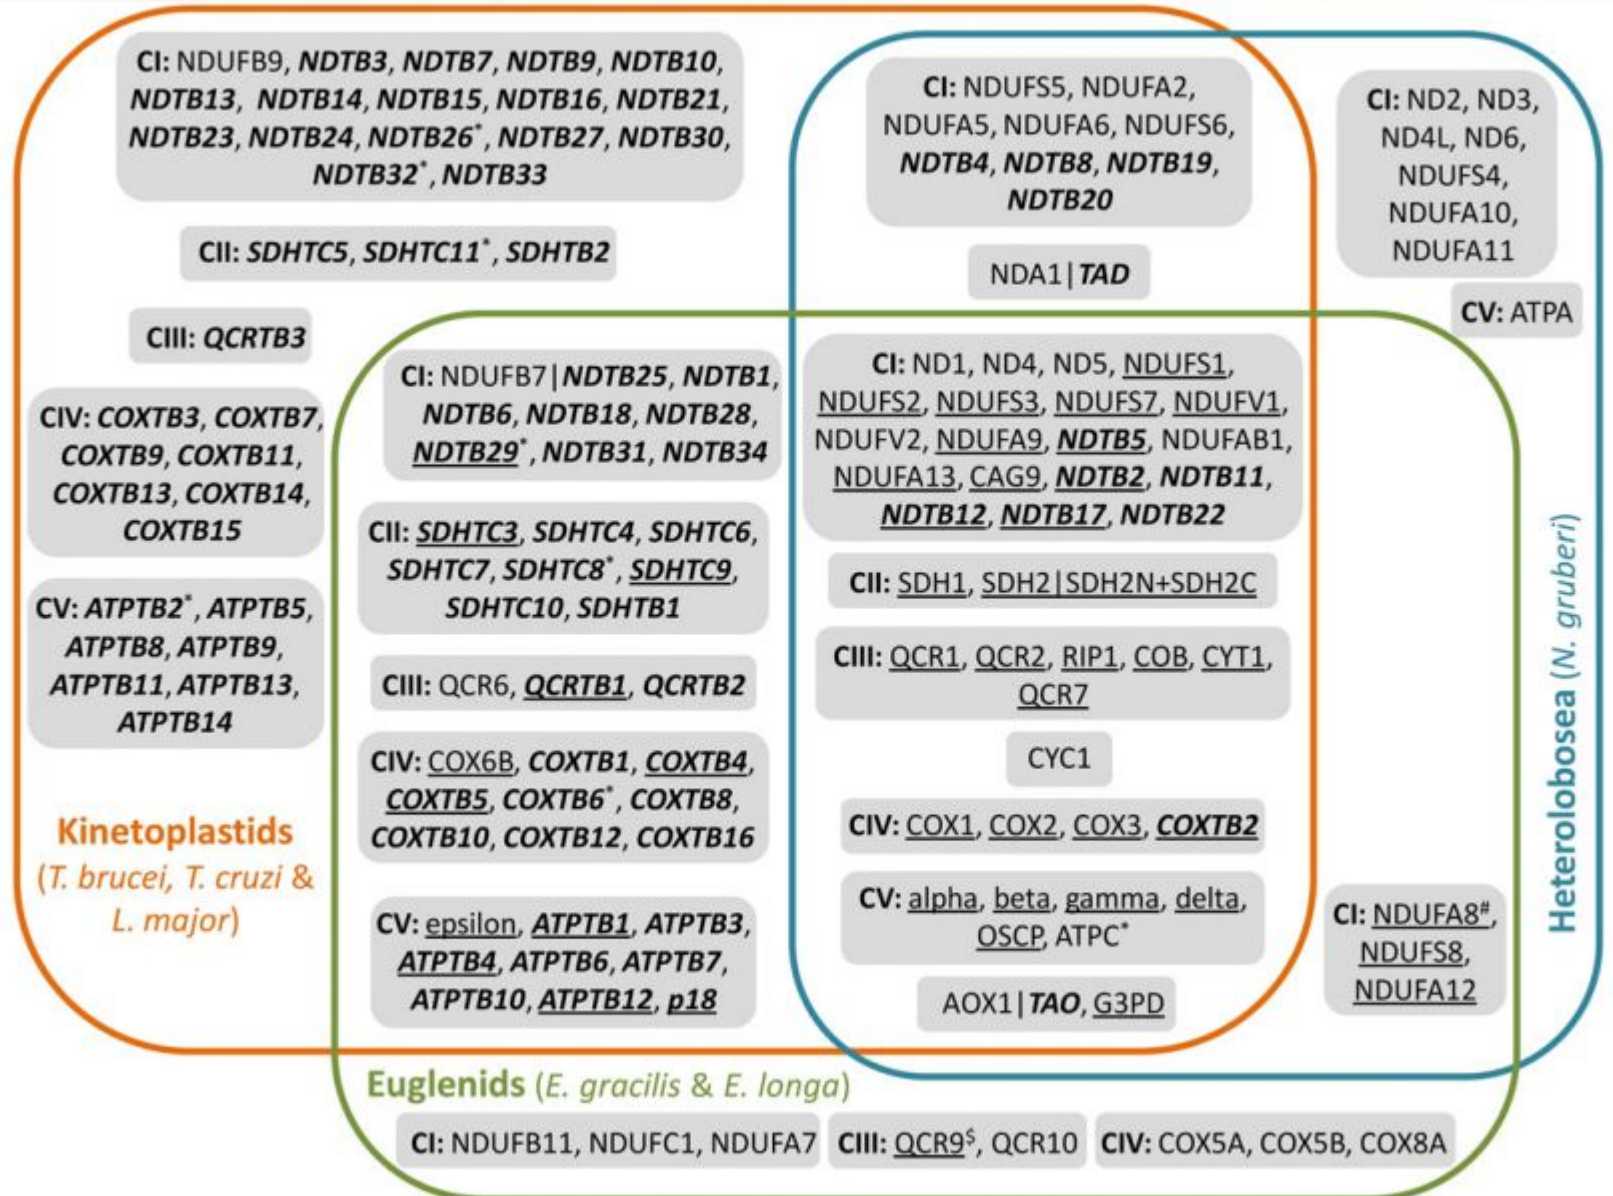 CI: NDUFB9, NDTB3, NDTB7, NDTB9, NDTB10,
NDTB13, NDTB14, NDTB15, NDTB16, NDTB21,
NDTB23, NDTB24, NDTB26*, NDTB27, NDTB30,
NDTB32*, NDTB33
CII: SDHTC5, SDHTC11*, SDHTB2
CIII: QCRTB3
CIV: COXTB3, COXTB7,
COXTB9, COXTB11,
COXTB13, COXTB14,
COXTB15
CV: ATPTB2*, ATPTB5,
ATPTB8, ATPTB9,
ATPTB11, ATPTB13,
ATPTB14
Kinetoplastids
(T. brucei, T. cruzi &
L. major)
CI: NDUFB7|NDTB25, NDTB1,
NDTB6, NDTB18, NDTB28,
NDTB29*, NDTB31, NDTB34
CII: SDHTC3, SDHTC4, SDHTC6,
SDHTC7, SDHTC8*, SDHTC9,
SDHTC10, SDHTB1
CIII: QCR6, QCRTB1, QCRTB2
CIV: COX6B, COXTB1, COXTB4,
COXTB5, COXTB6*, COXTB8,
COXTB10, COXTB12, COXTB16
CV: epsilon, ATPTB1, ATPTB3,
ATPTB4, ATPTB6, ATPTB7,
ATPTB10, ATPTB12, p18
CI: NDUFS5, NDUFA2,
NDUFA5, NDUFA6, NDUFS6,
NDTB4, NDTB8, NDTB19,
NDTB20
NDA1|TAD
CI: ND1, ND4, ND5, NDUFS1,
NDUFS2, NDUFS3, NDUFS7, NDUFV1,
NDUFV2, NDUFA9, NDTB5, NDUFAB1,
NDUFA13, CAG9, NDTB2, NDTB11,
NDTB12, NDTB17, NDTB22
CII: SDH1, SDH2|SDH2N+SDH2C
CIII: QCR1, QCR2, RIP1, COB, CYT1,
QCR7
CYC1
CIV: COX1, COX2, COX3, COXTB2
CV: alpha, beta, gamma, delta,
OSCP, ATPC*
AOX1|TAO, G3PD
CI: ND2, ND3,
ND4L, ND6,
NDUFS4,
NDUFA10,
NDUFA11
CV: ATPA
Heterolobosea (N. gruberi)
CI: NDUFA8#,
NDUFS8,
NDUFA12
Euglenids (E. gracilis & E. longa)
CI: NDUFB11, NDUFC1, NDUFA7
CIII: QCR9$, QCR10
CIV: COX5A, COX5B, COX8A